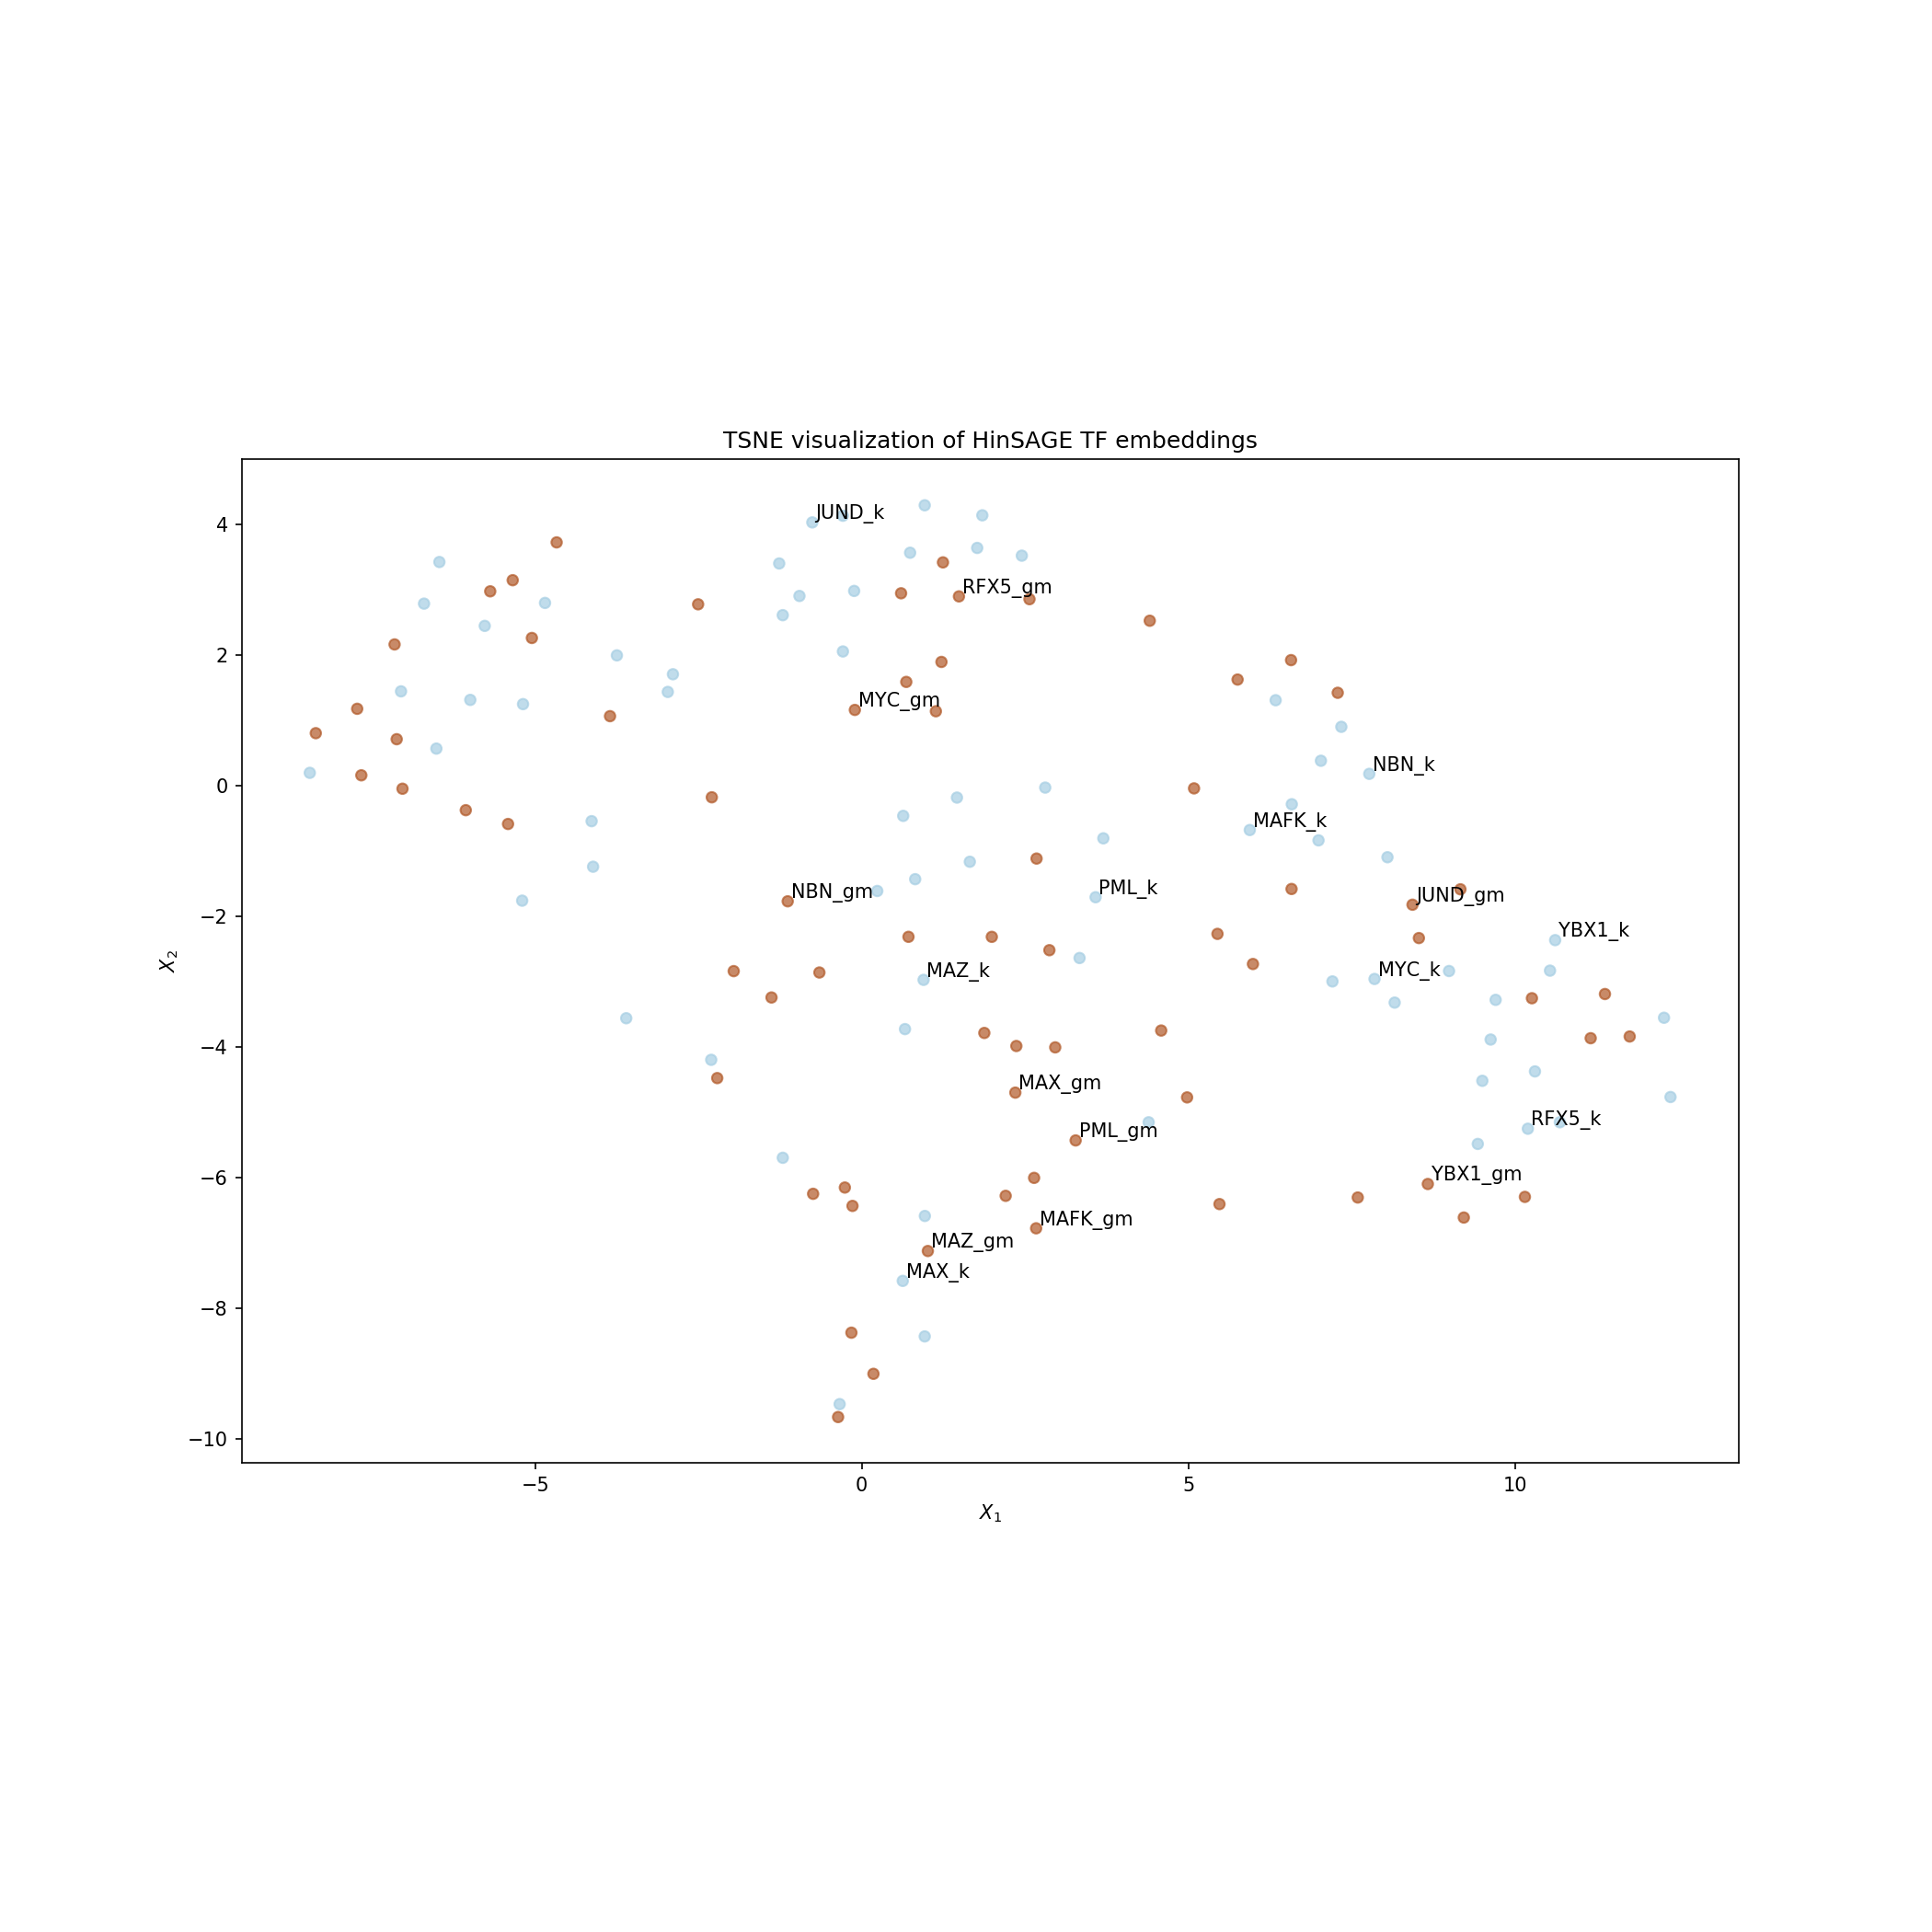 TSNE visualization of HinSAGE TF embeddings
4
JUND_k
RFX5_gm
2
MYC_gm
0
NBN_k
MAFK_k
NBN_gm
PML_k
−2
JUND_gm
YBX1_k
X2
MAZ_k
MYC_k
−4
MAX_gm
PML_gm
RFX5_k
−6
YBX1_gm
MAFK_gm
MAZ_gm
MAX_k
−8
−10
−5 0 5 10
X1